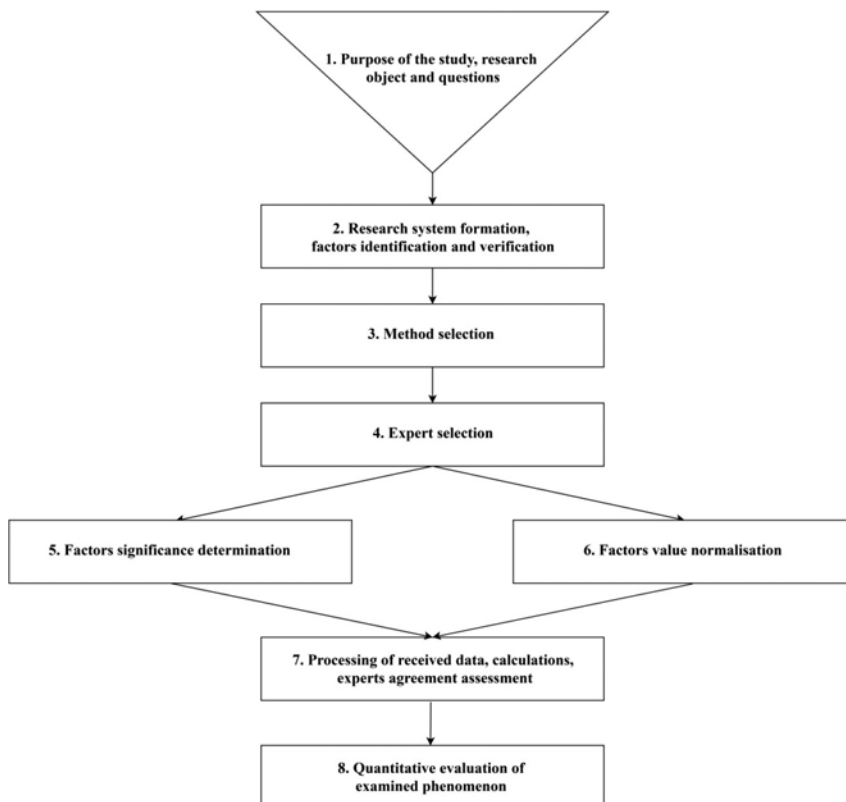 1. Purpose of the study, research
object and questions
2. Research system formation,
factors identification and verification
3. Method selection
4. Expert selection
5. Factors significance determination
6. Factors value normalisation
7. Processing of received data, calculations,
experts agreement assessment
8. Quantitative evaluation of
examined phenomenon